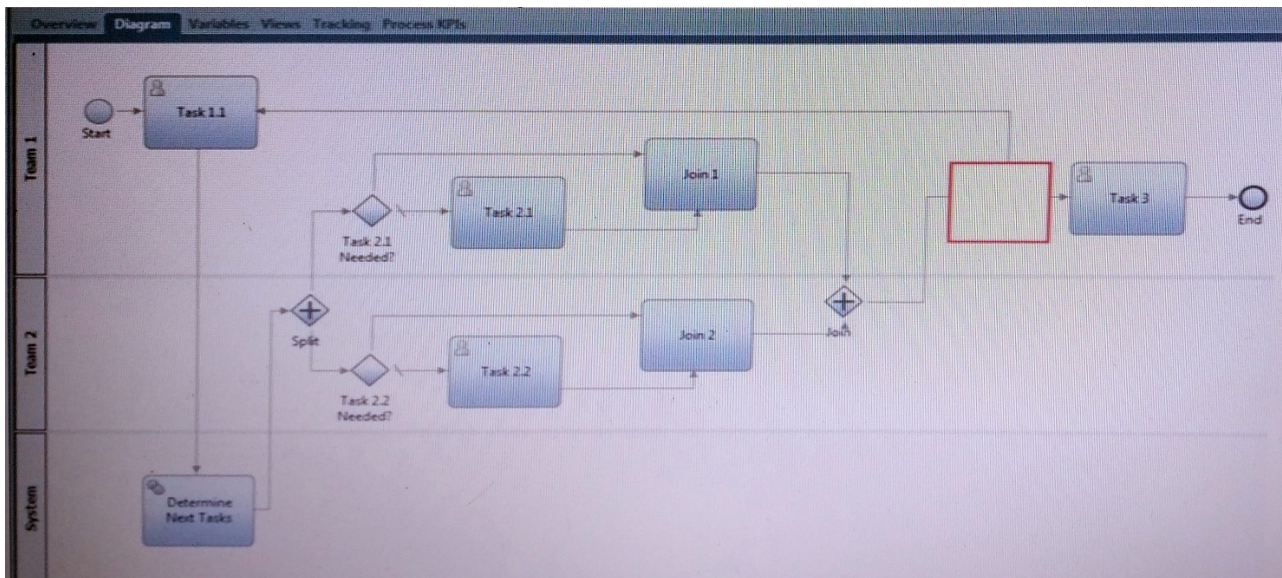 Overview Diagram Variables Views Tracking Process KPIs
Team 1
Start
Task 1.1
Task 2.1
Needed?
Task 2.1
Join 1
Task 3
End
Team 2
Split
Task 2.2
Needed?
Task 2.2
Join 2
Join
System
Determine
Next Tasks